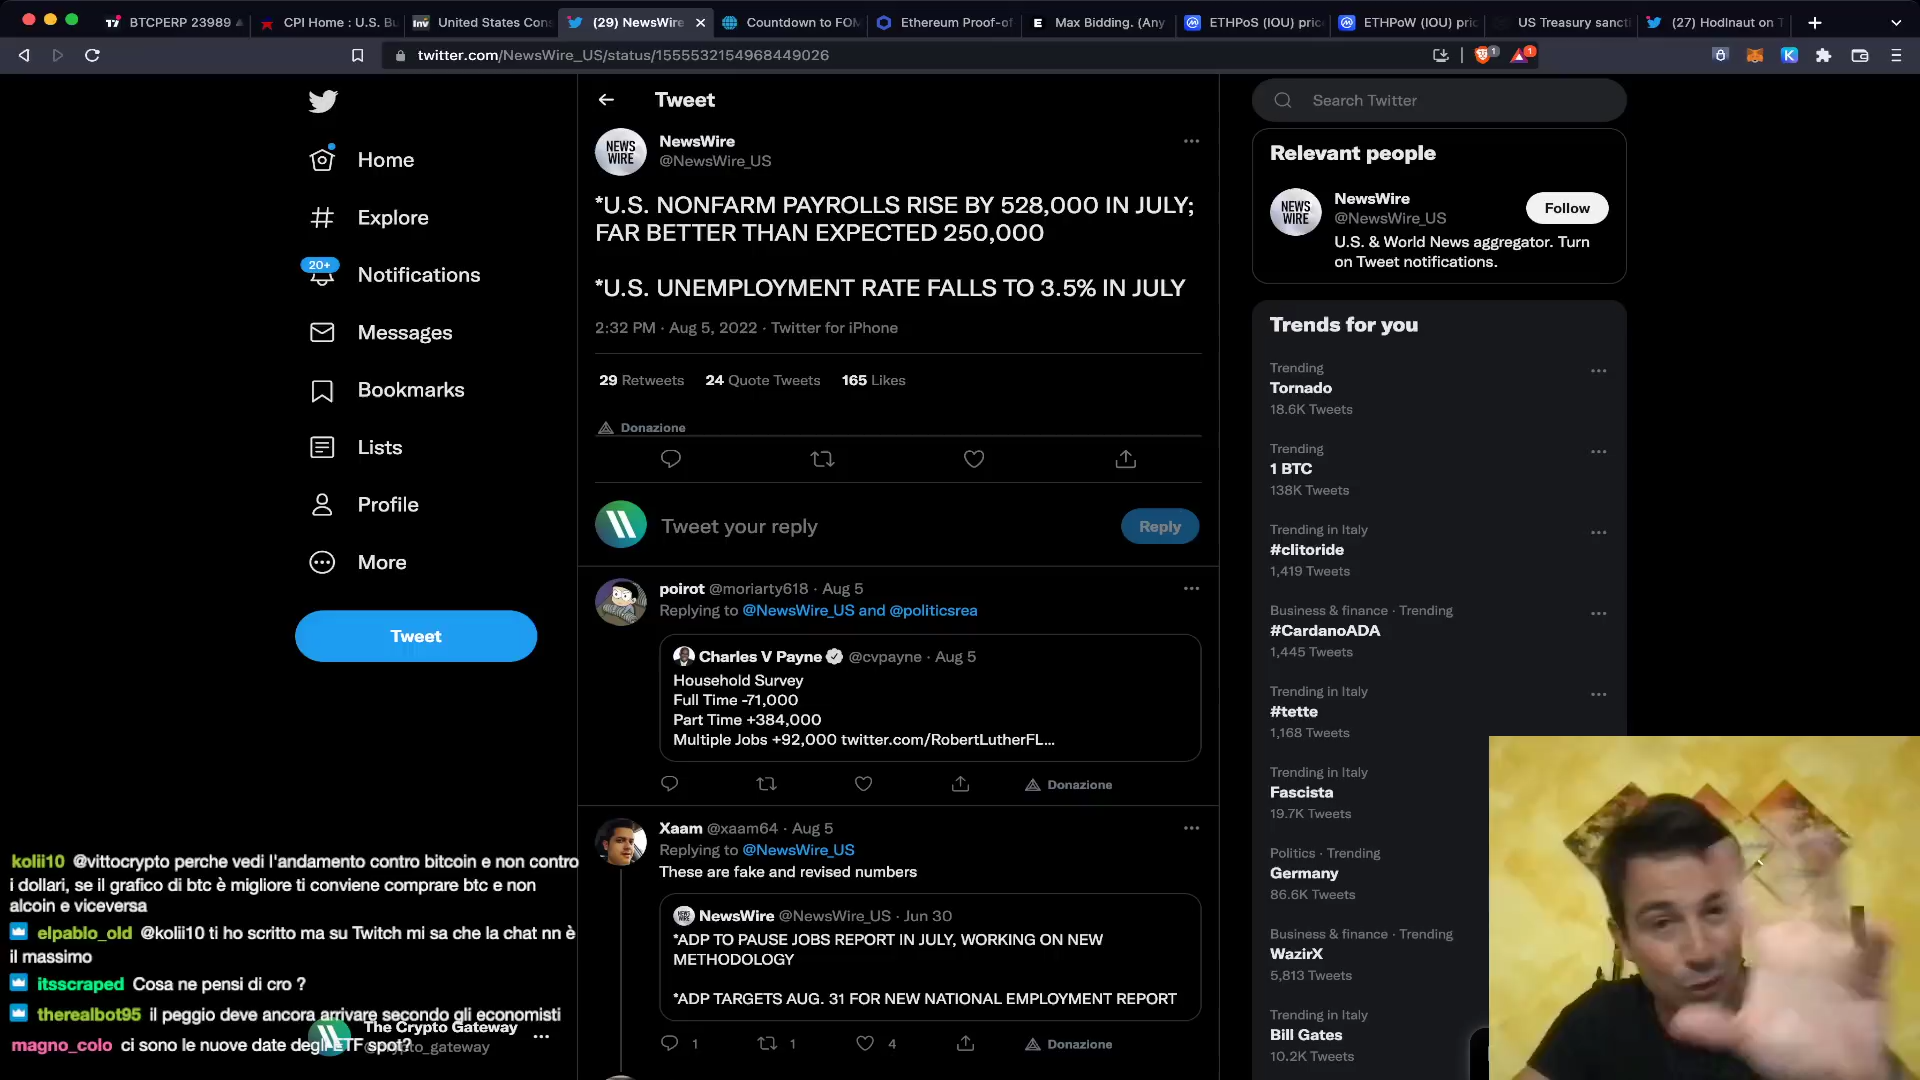 BTCPERP 23989
CPI Home : U.S. Bu
United States Cons
(29) NewsWire
Countdown to FOM
Ethereum Proof-of
Max Bidding. (Any
ETHPoS (IOU) pric
ETHPoW (IOU) pric
US Treasury sancti
(27) Hodlnaut on T
twitter.com/NewsWire_US/status/1555532154968449026
Home
Explore
20+
Notifications
Messages
Bookmarks
Lists
Profile
More
Tweet
Tweet
NEWS WIRE
NewsWire
@NewsWire_US
*U.S. NONFARM PAYROLLS RISE BY 528,000 IN JULY;
FAR BETTER THAN EXPECTED 250,000
*U.S. UNEMPLOYMENT RATE FALLS TO 3.5% IN JULY
2:32 PM · Aug 5, 2022 · Twitter for iPhone
29 Retweets 24 Quote Tweets 165 Likes
Donazione
Tweet your reply
Reply
poirot @moriarty618 · Aug 5
Replying to @NewsWire_US and @politicsrea
Charles V Payne @cvpayne · Aug 5
Household Survey
Full Time -71,000
Part Time +384,000
Multiple Jobs +92,000 twitter.com/RobertLutherFL...
Donazione
Xaam @xaam64 · Aug 5
Replying to @NewsWire_US
These are fake and revised numbers
NewsWire @NewsWire_US · Jun 30
*ADP TO PAUSE JOBS REPORT IN JULY, WORKING ON NEW
METHODOLOGY
*ADP TARGETS AUG. 31 FOR NEW NATIONAL EMPLOYMENT REPORT
1 1 4 Donazione
Search Twitter
Relevant people
NEWS WIRE
NewsWire
@NewsWire_US
Follow
U.S. & World News aggregator. Turn
on Tweet notifications.
Trends for you
Trending
Tornado
18.6K Tweets
Trending
1 BTC
138K Tweets
Trending in Italy
#clitoride
1,419 Tweets
Business & finance · Trending
#CardanoADA
1,445 Tweets
Trending in Italy
#tette
1,168 Tweets
Trending in Italy
Fascista
19.7K Tweets
Politics · Trending
Germany
86.6K Tweets
Business & finance · Trending
WazirX
5,813 Tweets
Trending in Italy
Bill Gates
10.2K Tweets
kolii10 @vittocrypto perche vedi l'andamento contro bitcoin e non contro
i dollari, se il grafico di btc è migliore ti conviene comprare btc e non
alcoin e viceversa
elpablo_old @kolii10 ti ho scritto ma su Twitch mi sa che la chat nn è
il massimo
itsscraped Cosa ne pensi di cro ?
therealbot95 il peggio deve ancora arrivare secondo gli economisti
The Crypto Gateway
magno_colo ci sono le nuove date degli ETF spot?